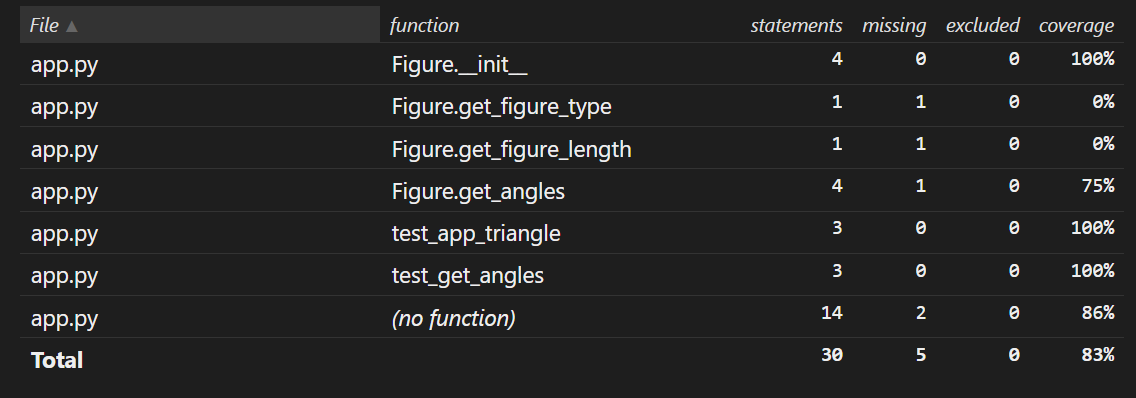 File ▲ function statements missing excluded coverage
app.py Figure.__init__ 4 0 0 100%
app.py Figure.get_figure_type 1 1 0 0%
app.py Figure.get_figure_length 1 1 0 0%
app.py Figure.get_angles 4 1 0 75%
app.py test_app_triangle 3 0 0 100%
app.py test_get_angles 3 0 0 100%
app.py (no function) 14 2 0 86%
Total 30 5 0 83%